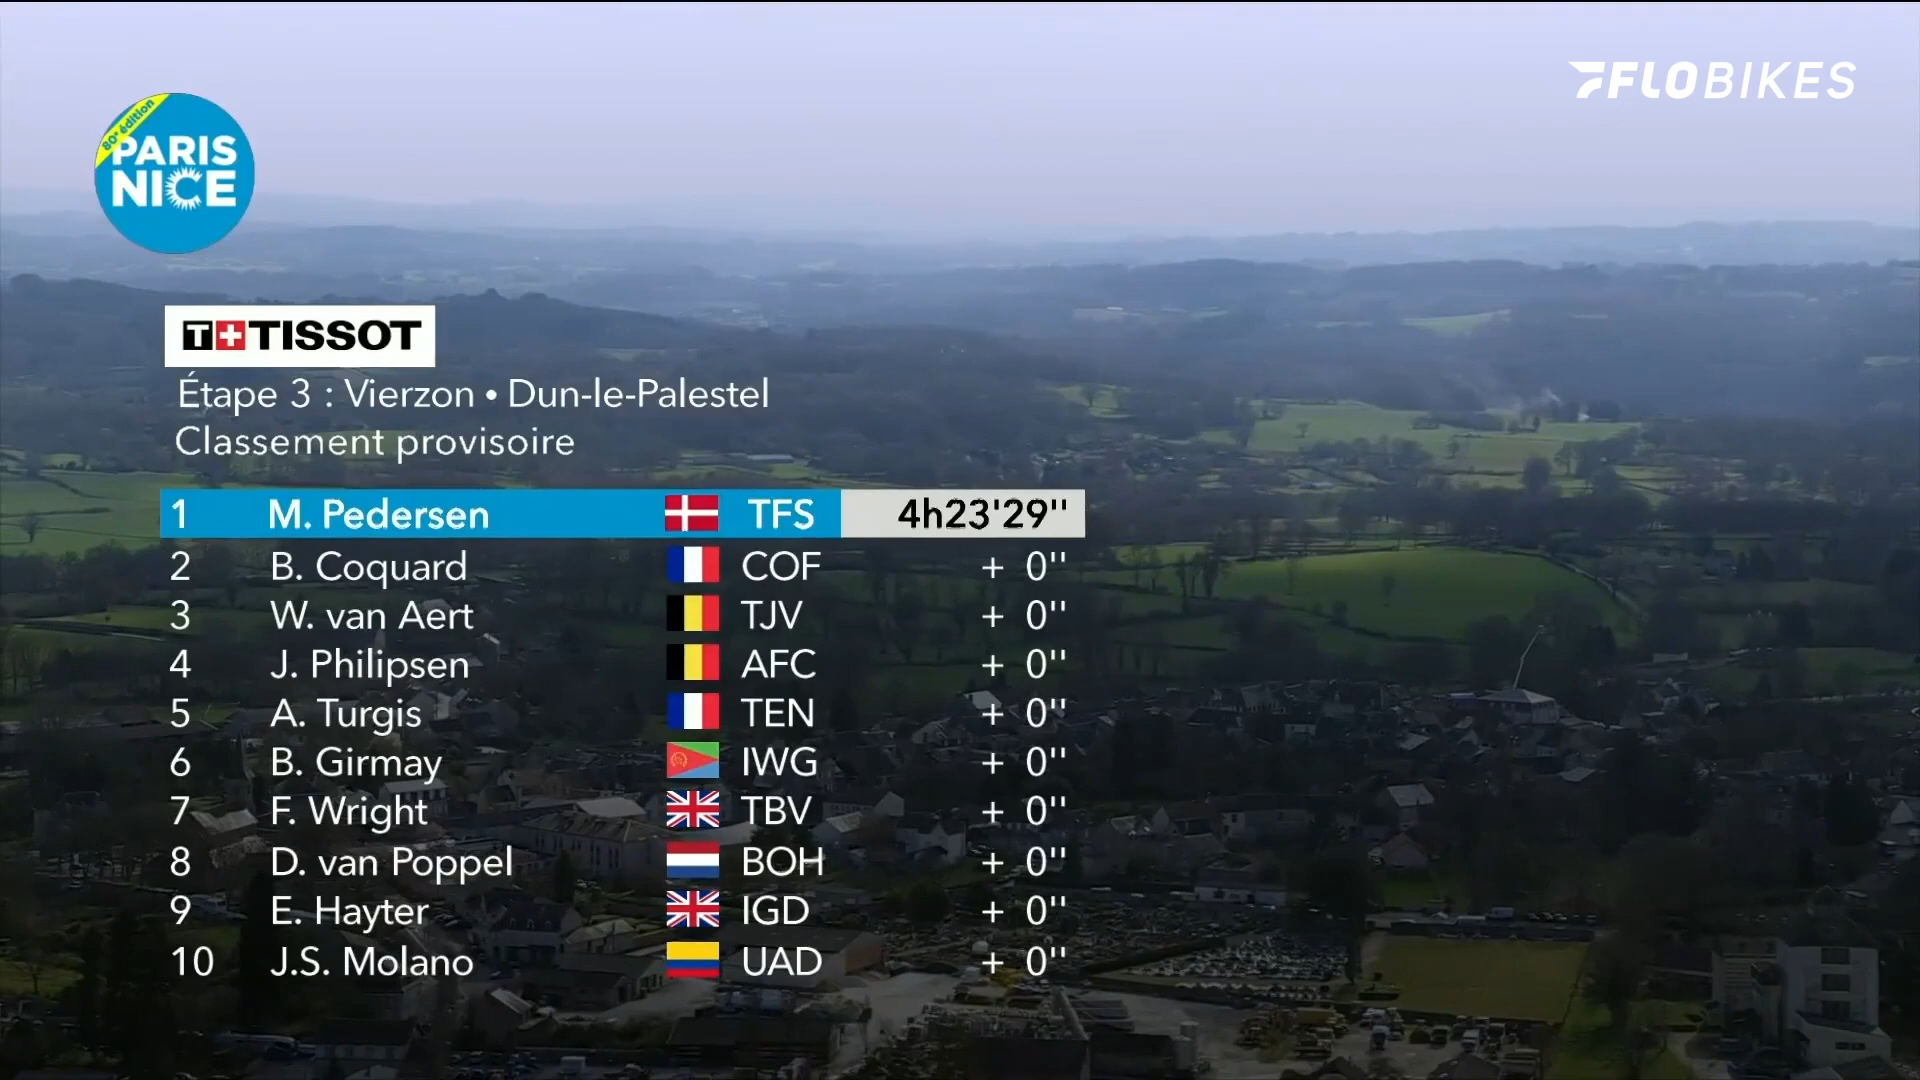 FLOBIKES
80e édition
PARIS
NICE
T+TISSOT
Étape 3 : Vierzon • Dun-le-Palestel
Classement provisoire
1 M. Pedersen TFS 4h23'29''
2 B. Coquard COF + 0''
3 W. van Aert TJV + 0''
4 J. Philipsen AFC + 0''
5 A. Turgis TEN + 0''
6 B. Girmay IWG + 0''
7 F. Wright TBV + 0''
8 D. van Poppel BOH + 0''
9 E. Hayter IGD + 0''
10 J.S. Molano UAD + 0''